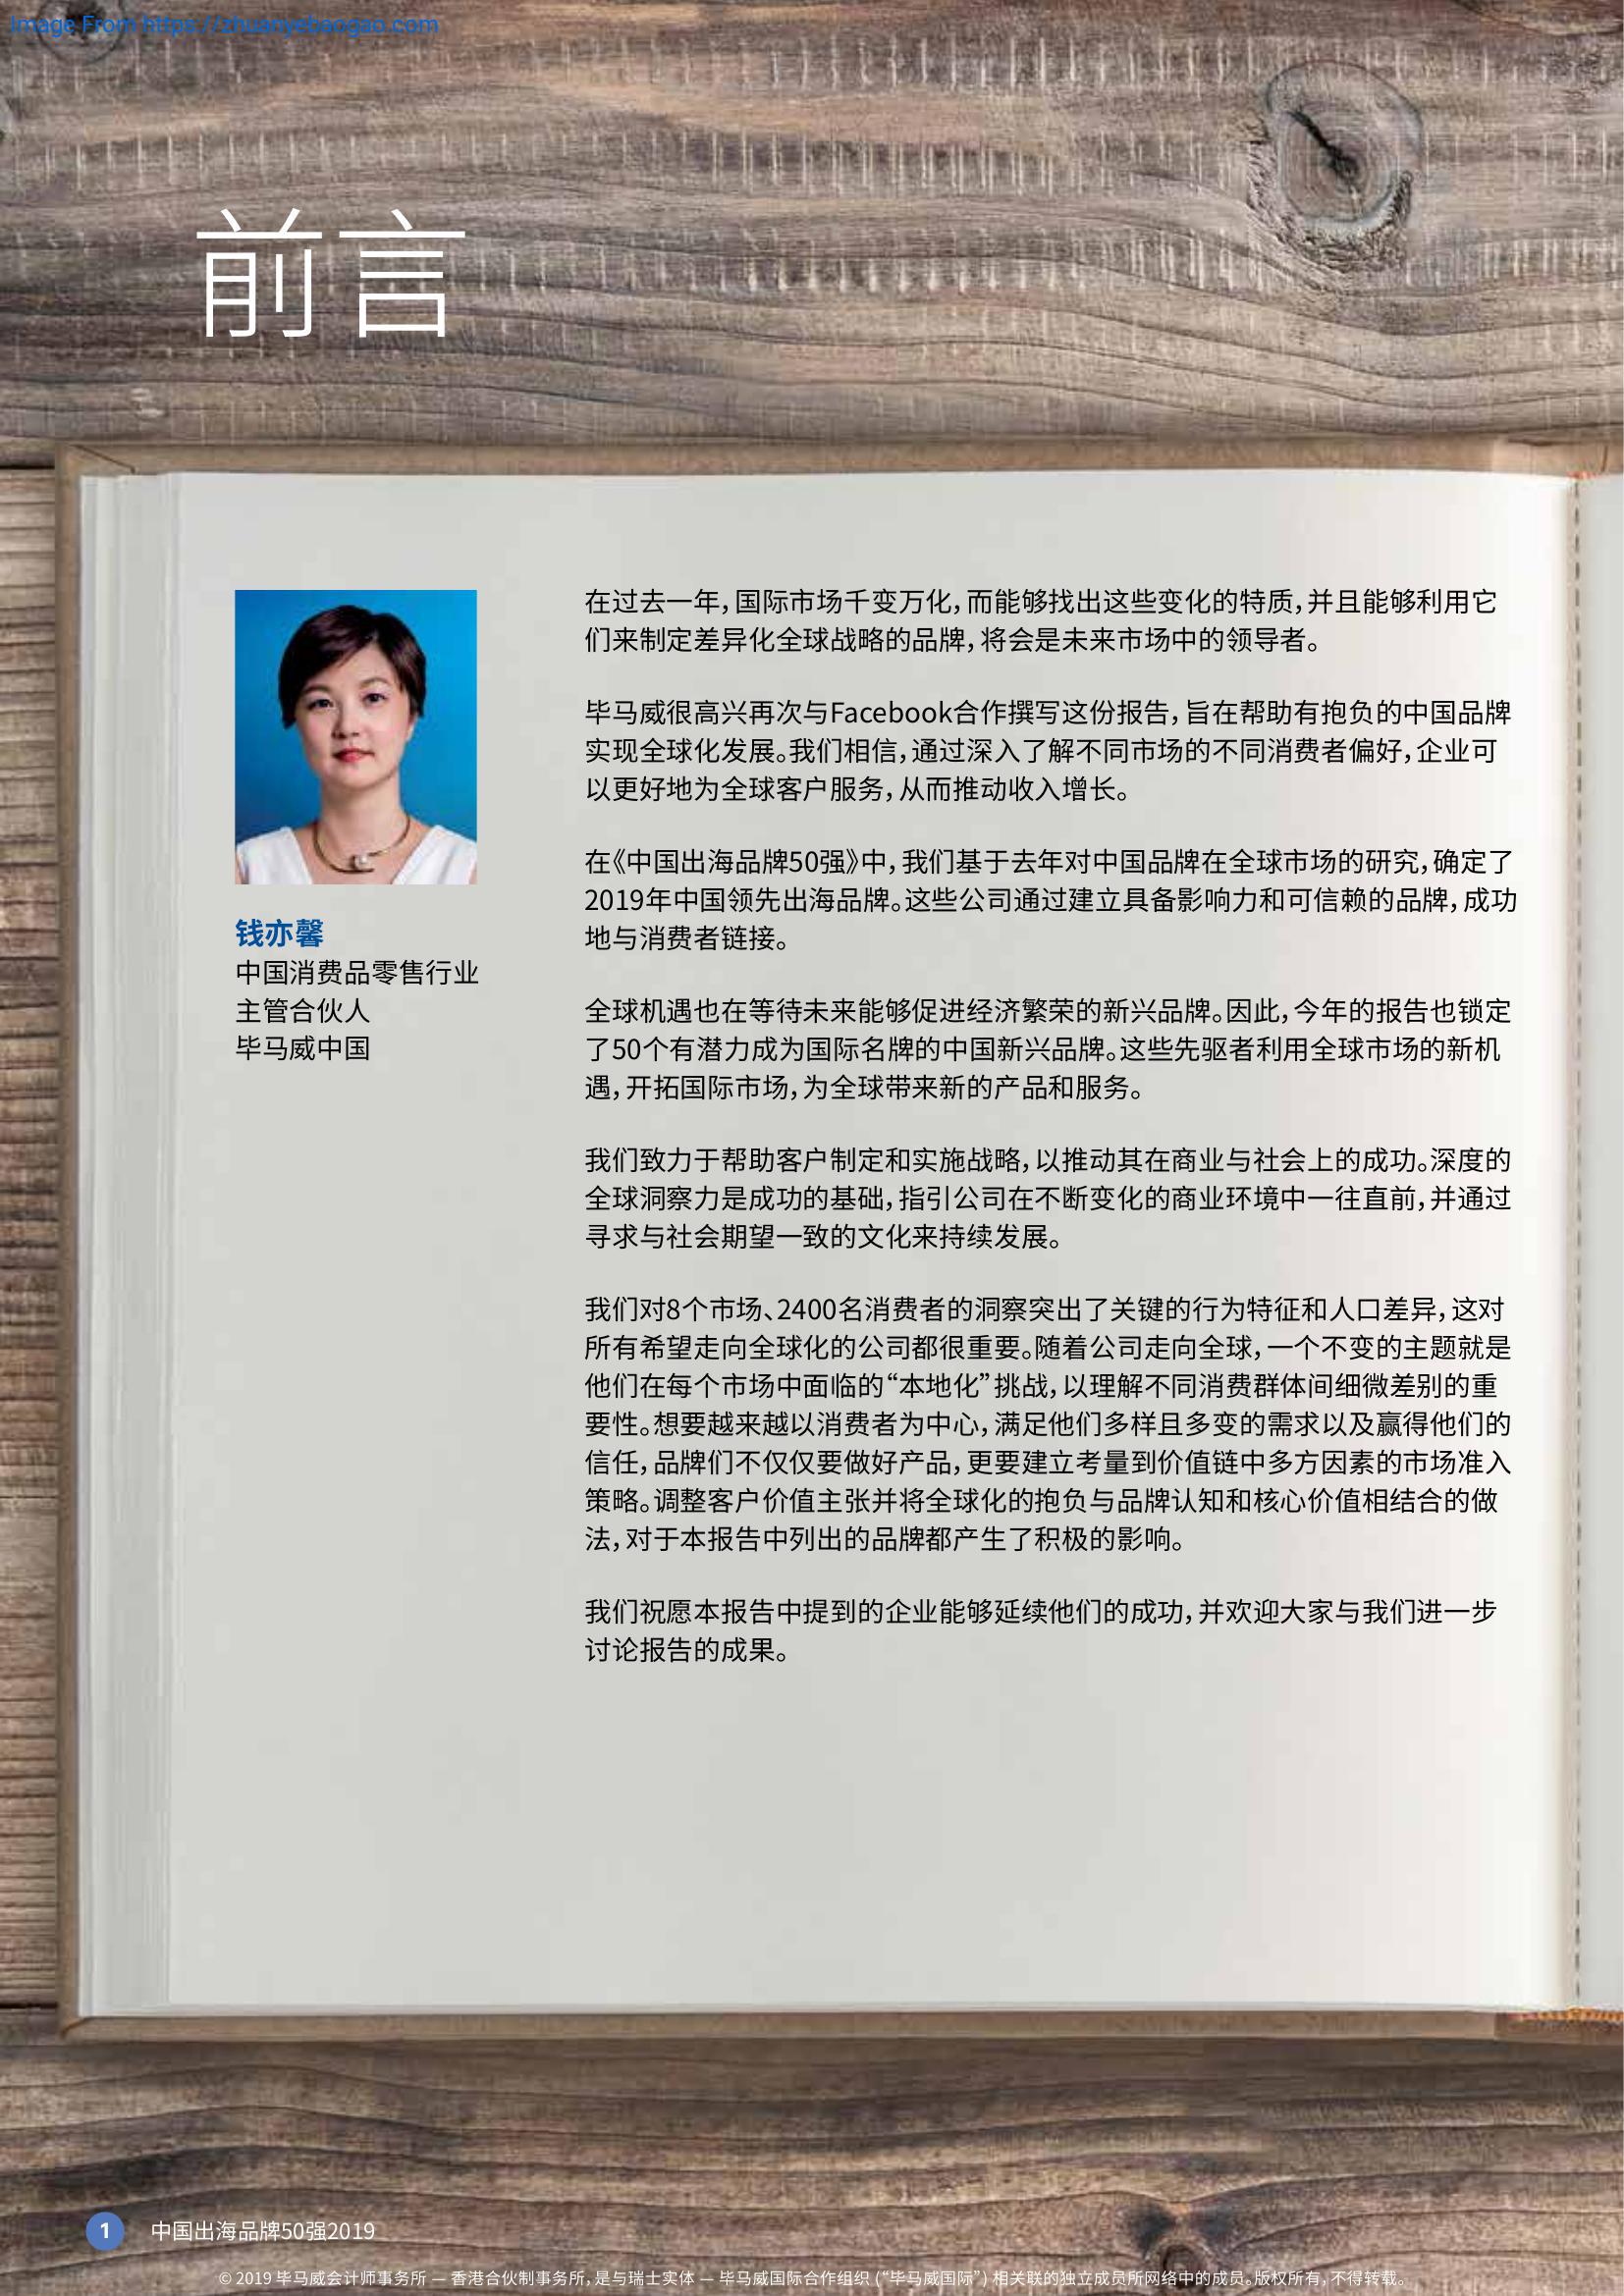 Image From https://zhuanyebaogao.com
前言
钱亦馨
中国消费品零售行业
主管合伙人
毕马威中国
在过去一年，国际市场千变万化，而能够找出这些变化的特质，并且能够利用它
们来制定差异化全球战略的品牌，将会是未来市场中的领导者。
毕马威很高兴再次与Facebook合作撰写这份报告，旨在帮助有抱负的中国品牌
实现全球化发展。我们相信，通过深入了解不同市场的不同消费者偏好，企业可
以更好地为全球客户服务，从而推动收入增长。
在《中国出海品牌50强》中，我们基于去年对中国品牌在全球市场的研究，确定了
2019年中国领先出海品牌。这些公司通过建立具备影响力和可信赖的品牌，成功
地与消费者链接。
全球机遇也在等待未来能够促进经济繁荣的新兴品牌。因此，今年的报告也锁定
了50个有潜力成为国际名牌的中国新兴品牌。这些先驱者利用全球市场的新机
遇，开拓国际市场，为全球带来新的产品和服务。
我们致力于帮助客户制定和实施战略，以推动其在商业与社会上的成功。深度的
全球洞察力是成功的基础，指引公司在不断变化的商业环境中一往直前，并通过
寻求与社会期望一致的文化来持续发展。
我们对8个市场、2400名消费者的洞察突出了关键的行为特征和人口差异，这对
所有希望走向全球化的公司都很重要。随着公司走向全球，一个不变的主题就是
他们在每个市场中面临的“本地化”挑战，以理解不同消费群体间细微差别的重
要性。想要越来越以消费者为中心，满足他们多样且多变的需求以及赢得他们的
信任，品牌们不仅仅要做好产品，更要建立考量到价值链中多方因素的市场准入
策略。调整客户价值主张并将全球化的抱负与品牌认知和核心价值相结合的做
法，对于本报告中列出的品牌都产生了积极的影响。
我们祝愿本报告中提到的企业能够延续他们的成功，并欢迎大家与我们进一步
讨论报告的成果。
1 中国出海品牌50强2019
© 2019 毕马威会计师事务所 — 香港合伙制事务所，是与瑞士实体 — 毕马威国际合作组织 (“毕马威国际”) 相关联的独立成员所网络中的成员。版权所有，不得转载。